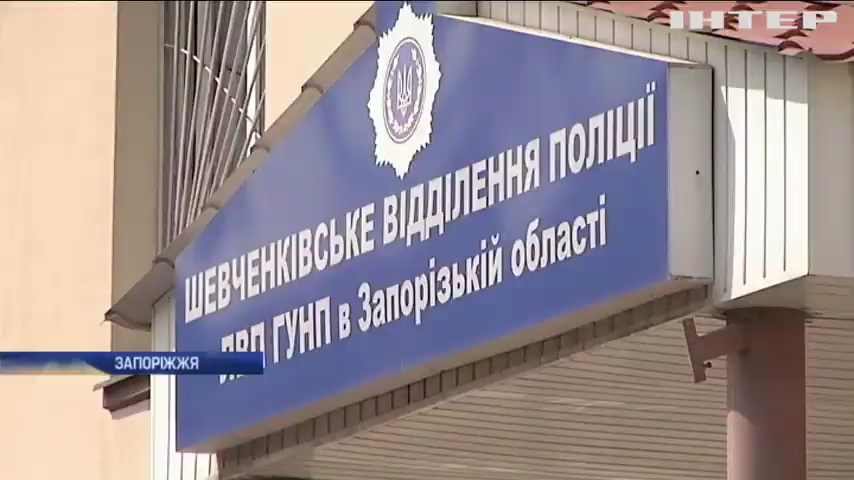 ІНТЕР
ШЕВЧЕНКІВСЬКЕ ВІДДІЛЕННЯ ПОЛІЦІЇ
ГУНП в Запорізькій області
ЗАПОРІЖЖЯ